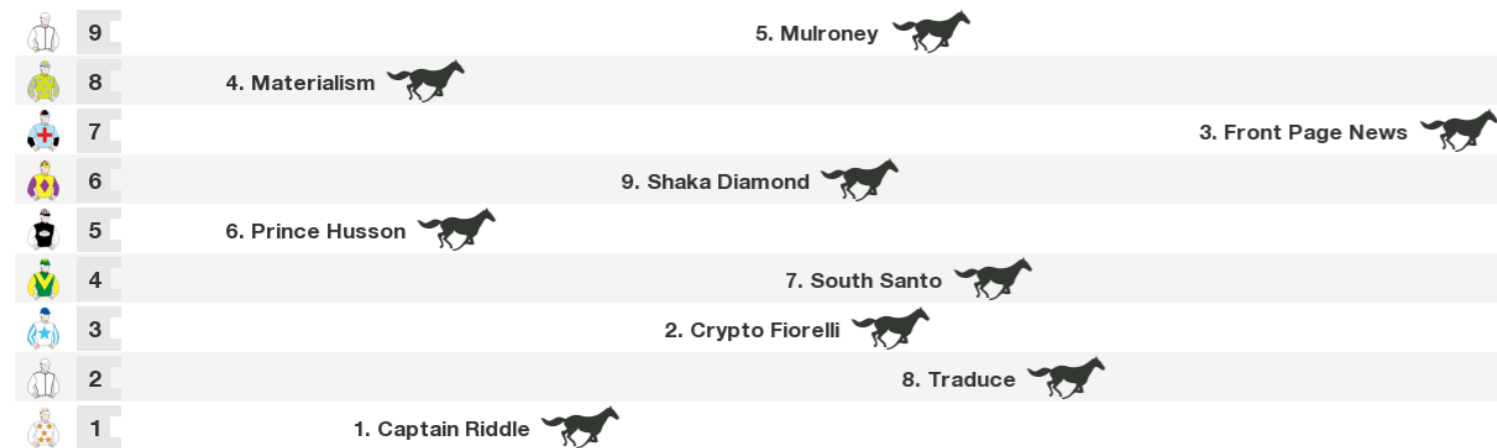 9 5. Mulroney
8 4. Materialism
7 3. Front Page News
6 9. Shaka Diamond
5 6. Prince Husson
4 7. South Santo
3 2. Crypto Fiorelli
2 8. Traduce
1 1. Captain Riddle